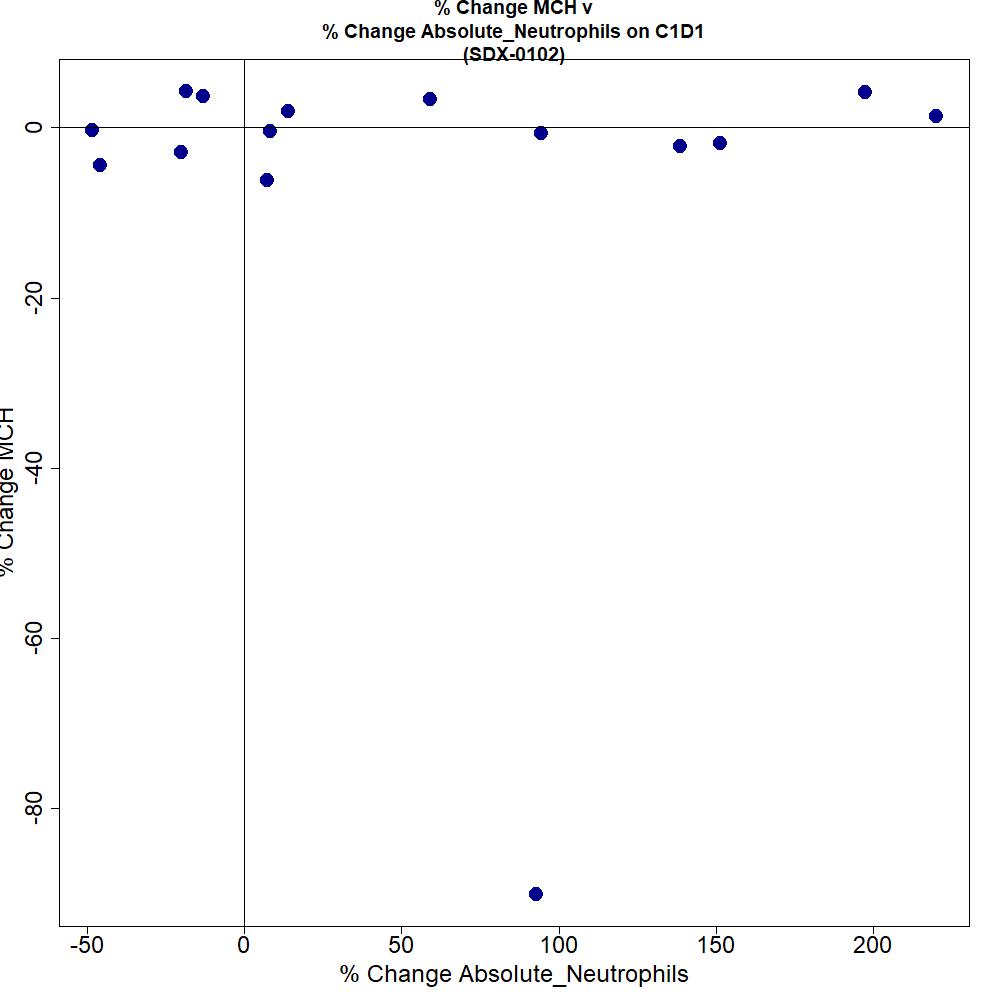 % Change MCH v
% Change Absolute_Neutrophils on C1D1
(SDX-0102)
% Change MCH
0
-20
-40
-60
-80
-50
0
50
100
150
200
% Change Absolute_Neutrophils